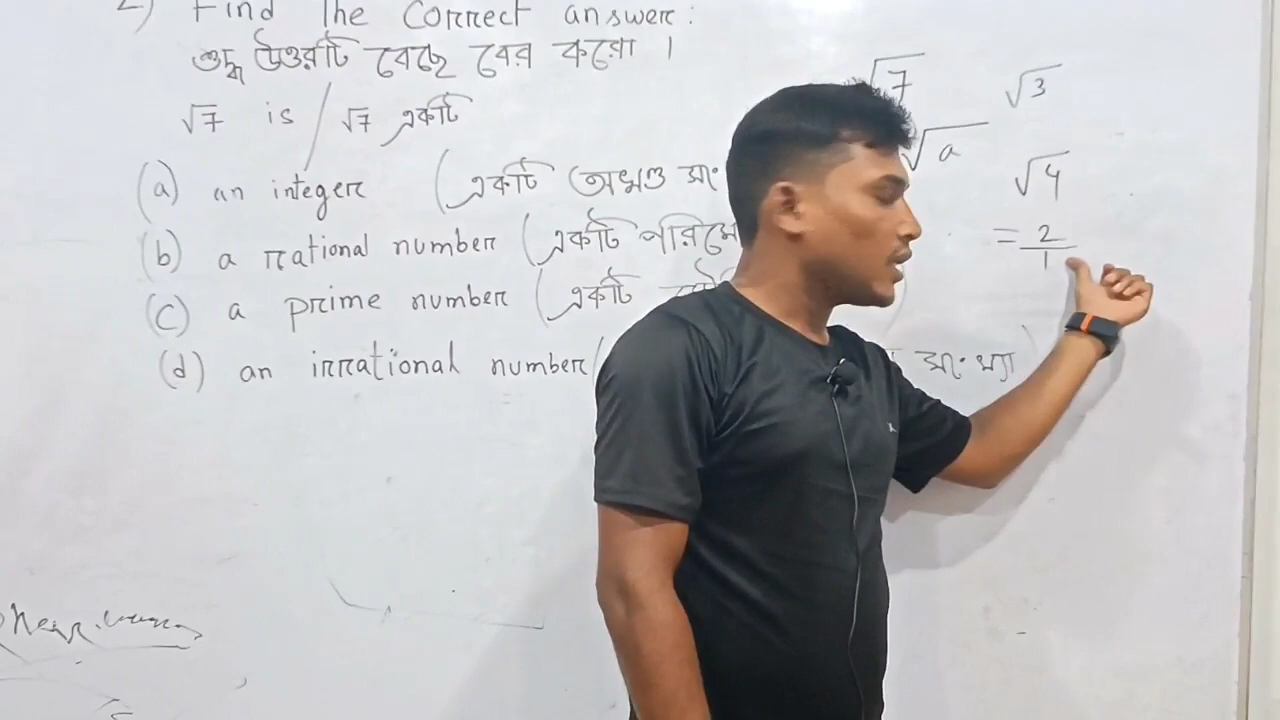 2) Find The Correct answer:
শুদ্ধ উত্তরটি বেছে বের করো ।
√7 is / √7 একটি
(a) an integer (একটি অখণ্ড সং
(b) a rational number (একটি পরিমে
(c) a prime number (একটি
(d) an irrational number ( সংখ্যা)
√7 √3
√a √4
= 2/1